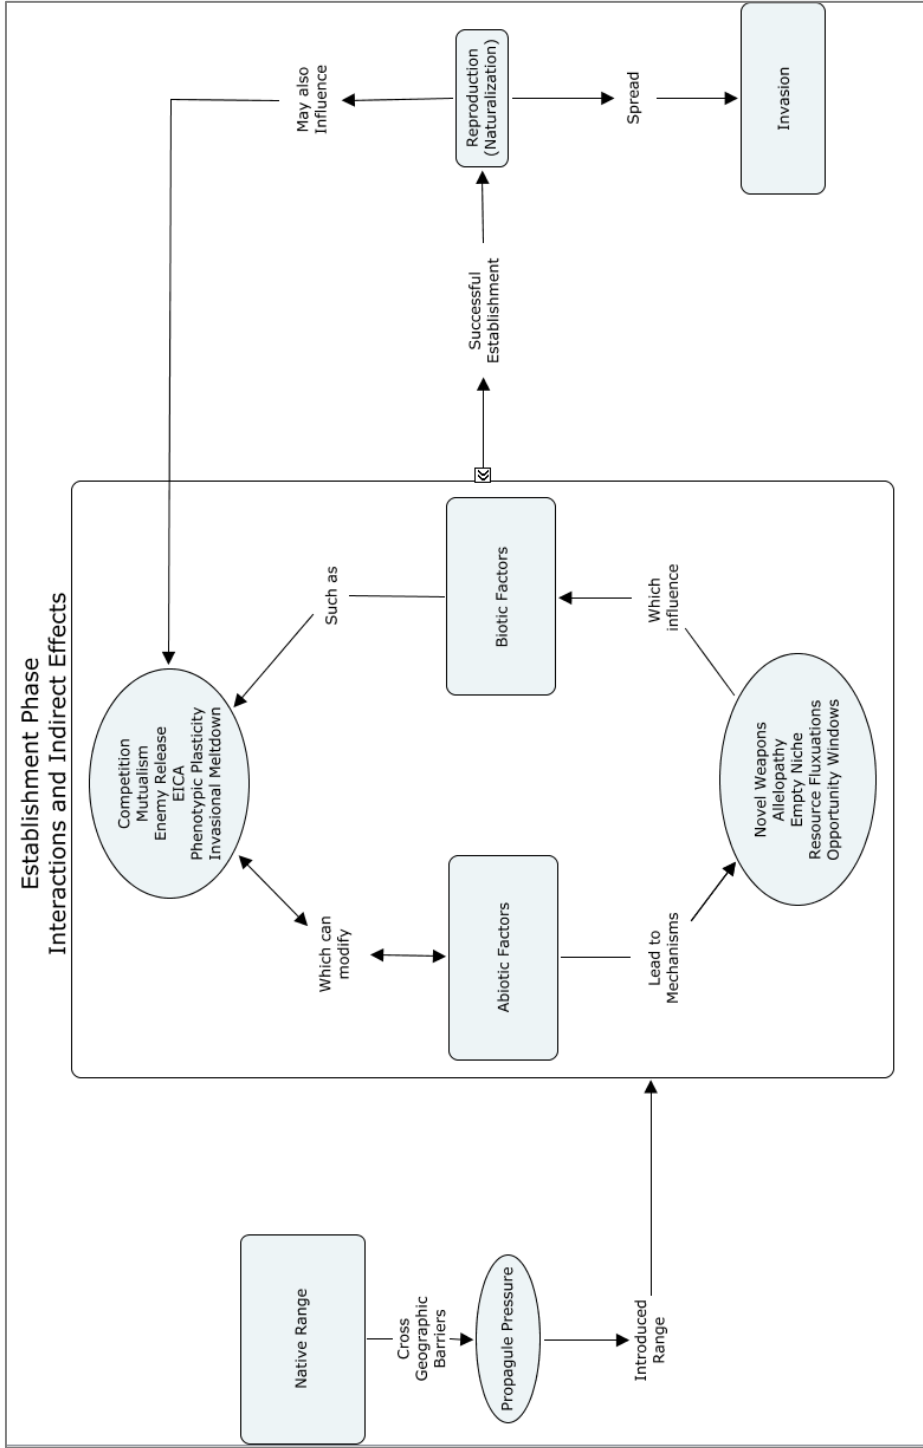 Establishment Phase
Interactions and Indirect Effects
Native Range
Cross
Geographic
Barriers
Propagule Pressure
Introduced
Range
Competition
Mutualism
Enemy Release
EICA
Phenotypic Plasticity
Invasional Meltdown
Which can
modify
Abiotic Factors
Lead to
Mechanisms
Novel Weapons
Allelopathy
Empty Niche
Resource Fluxuations
Opportunity Windows
Which
influence
Biotic Factors
Such as
Successful
Establishment
Reproduction
(Naturalization)
May also
Influence
Spread
Invasion